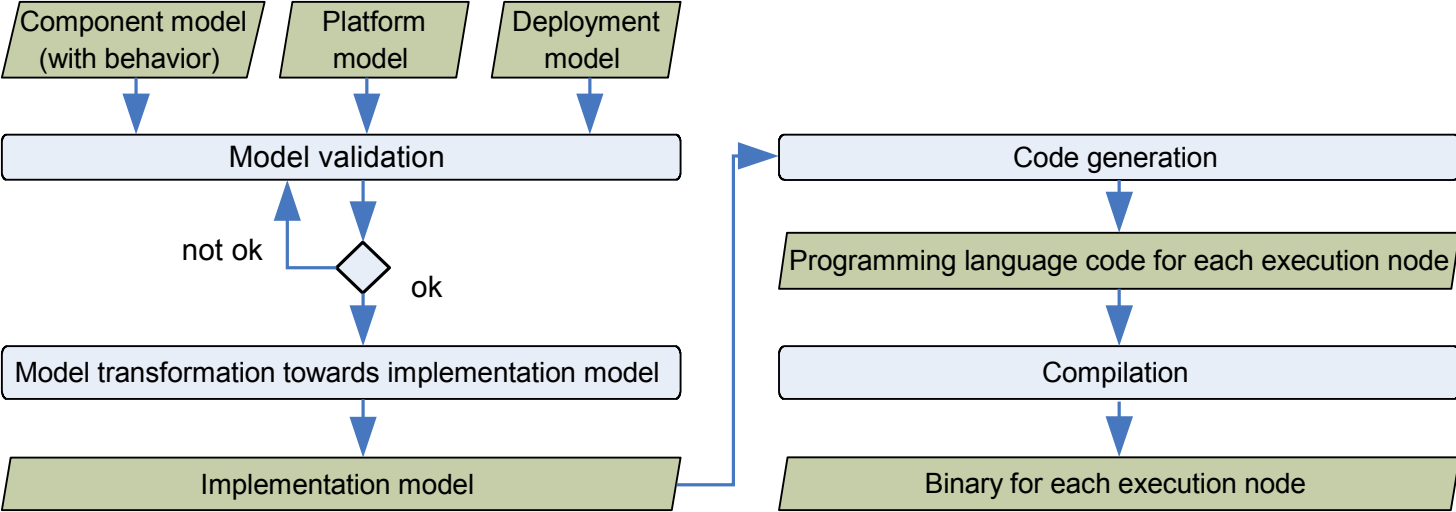 Component model
(with behavior)
Platform
model
Deployment
model
Model validation
not ok
ok
Model transformation towards implementation model
Implementation model
Code generation
Programming language code for each execution node
Compilation
Binary for each execution node